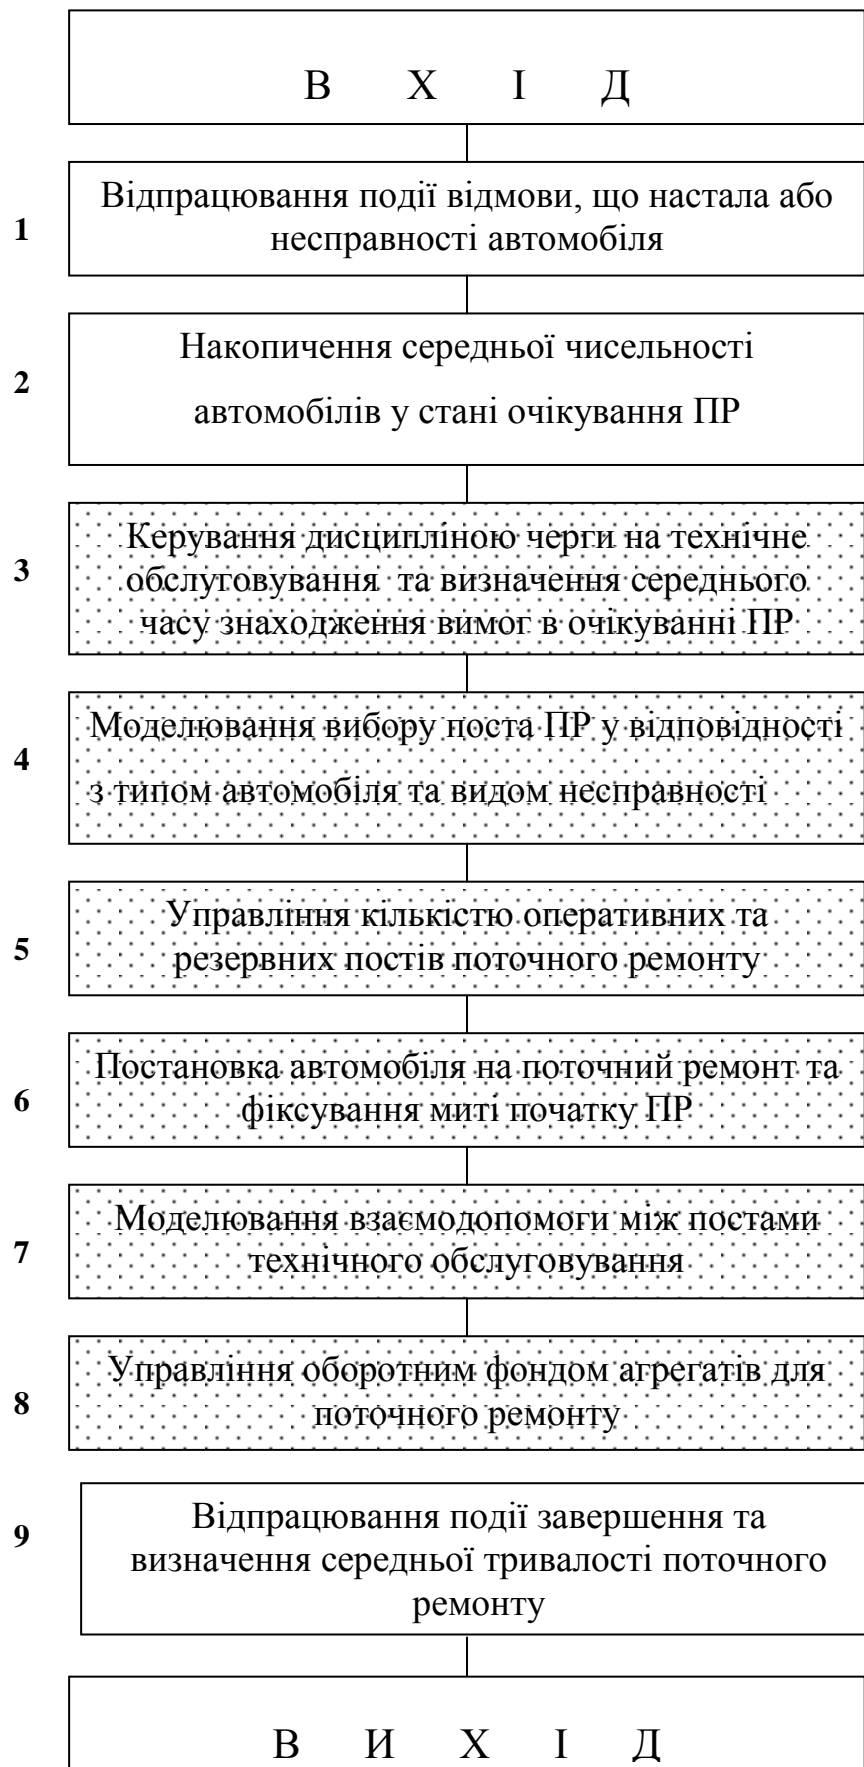 В Х І Д
1
Відпрацювання події відмови, що настала або
несправності автомобіля
2
Накопичення середньої чисельності
автомобілів у стані очікування ПР
3
Керування дисципліною черги на технічне
обслуговування та визначення середнього
часу знаходження вимог в очікуванні ПР
4
Моделювання вибору поста ПР у відповідності
з типом автомобіля та видом несправності
5
Управління кількістю оперативних та
резервних постів поточного ремонту
6
Постановка автомобіля на поточний ремонт та
фіксування миті початку ПР
7
Моделювання взаємодопомоги між постами
технічного обслуговування
8
Управління оборотним фондом агрегатів для
поточного ремонту
9
Відпрацювання події завершення та
визначення середньої тривалості поточного
ремонту
В И Х І Д